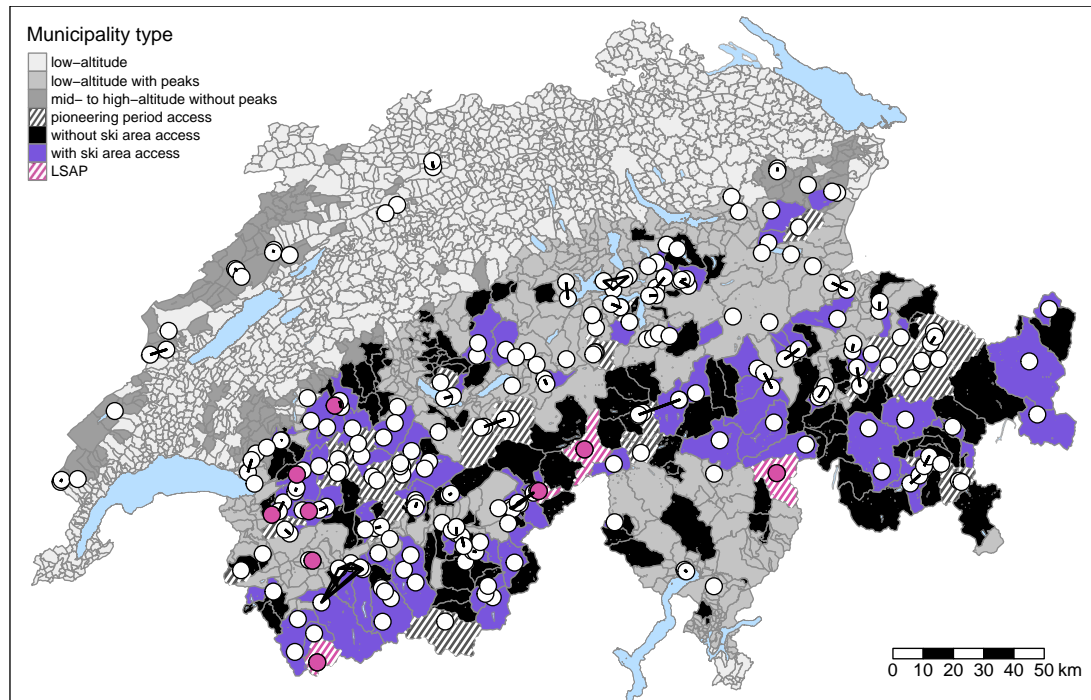 Municipality type
low−altitude
low−altitude with peaks
mid− to high−altitude without peaks
pioneering period access
without ski area access
with ski area access
LSAP
0 10 20 30 40 50 km